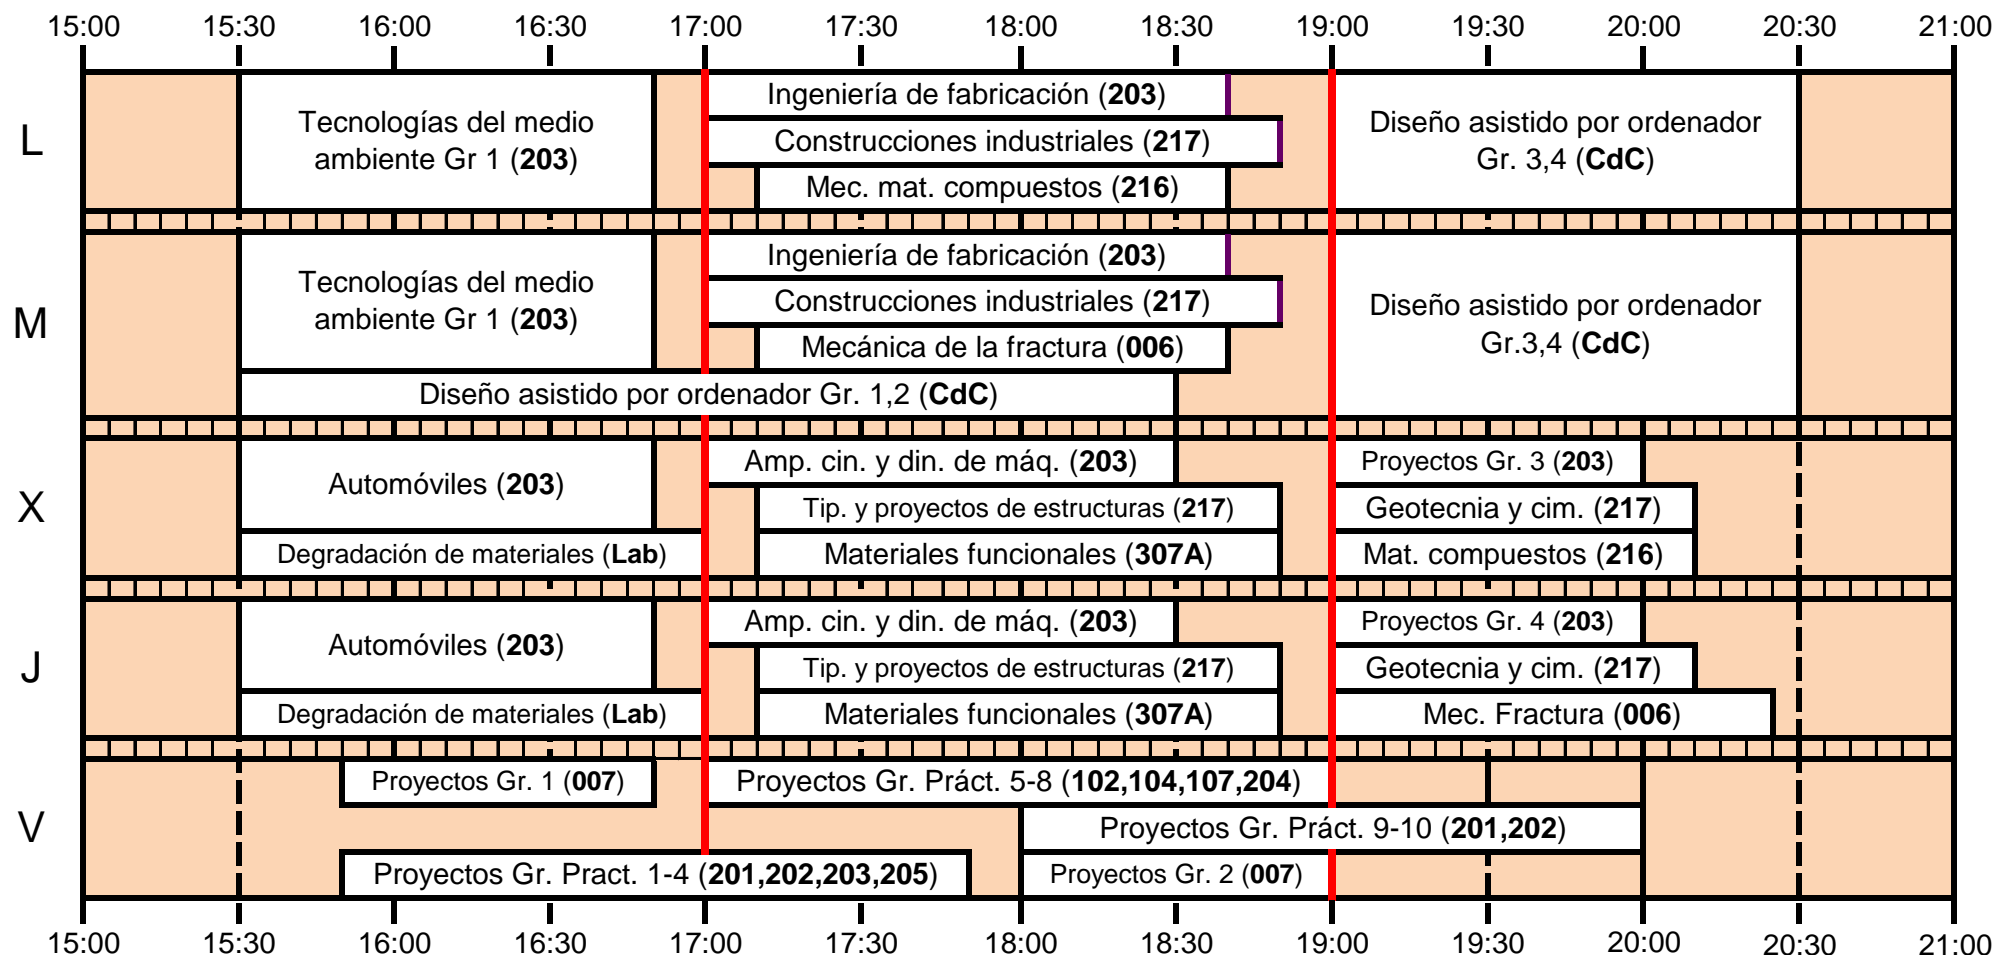 15:00 15:30 16:00 16:30 17:00 17:30 18:00 18:30 19:00 19:30 20:00 20:30 21:00
L
Tecnologías del medio
ambiente Gr 1 (203)
Ingeniería de fabricación (203)
Construcciones industriales (217)
Mec. mat. compuestos (216)
Diseño asistido por ordenador
Gr. 3,4 (CdC)
M
Tecnologías del medio
ambiente Gr 1 (203)
Ingeniería de fabricación (203)
Construcciones industriales (217)
Mecánica de la fractura (006)
Diseño asistido por ordenador Gr. 1,2 (CdC)
Diseño asistido por ordenador
Gr.3,4 (CdC)
X
Automóviles (203)
Degradación de materiales (Lab)
Amp. cin. y din. de máq. (203)
Tip. y proyectos de estructuras (217)
Materiales funcionales (307A)
Proyectos Gr. 3 (203)
Geotecnia y cim. (217)
Mat. compuestos (216)
J
Automóviles (203)
Degradación de materiales (Lab)
Amp. cin. y din. de máq. (203)
Tip. y proyectos de estructuras (217)
Materiales funcionales (307A)
Proyectos Gr. 4 (203)
Geotecnia y cim. (217)
Mec. Fractura (006)
V
Proyectos Gr. 1 (007)
Proyectos Gr. Práct. 5-8 (102,104,107,204)
Proyectos Gr. Práct. 9-10 (201,202)
Proyectos Gr. Pract. 1-4 (201,202,203,205)
Proyectos Gr. 2 (007)
15:00 15:30 16:00 16:30 17:00 17:30 18:00 18:30 19:00 19:30 20:00 20:30 21:00